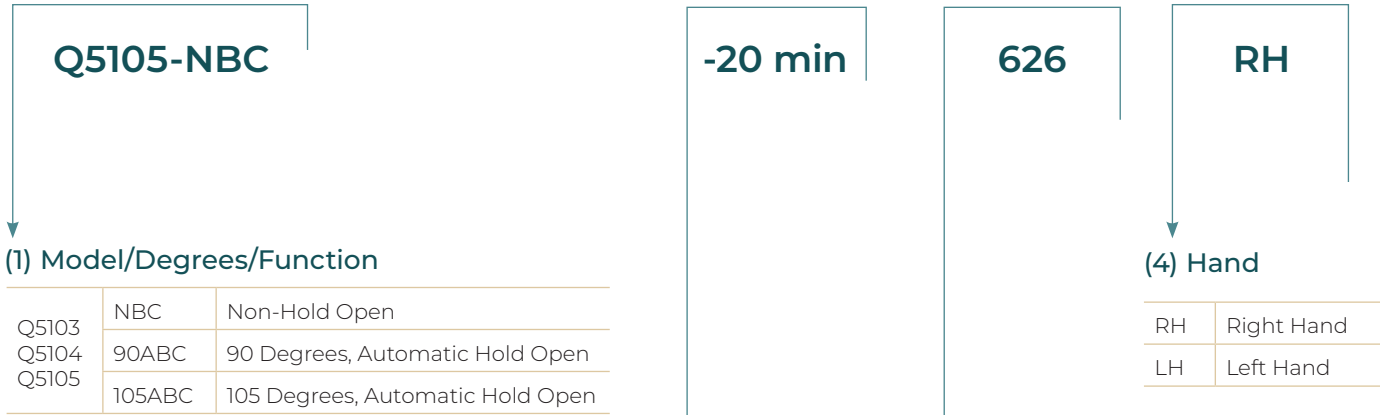 Q5105-NBC -20 min 626 RH
(1) Model/Degrees/Function
Q5103
Q5104
Q5105
NBC Non-Hold Open
90ABC 90 Degrees, Automatic Hold Open
105ABC 105 Degrees, Automatic Hold Open
(4) Hand
RH Right Hand
LH Left Hand